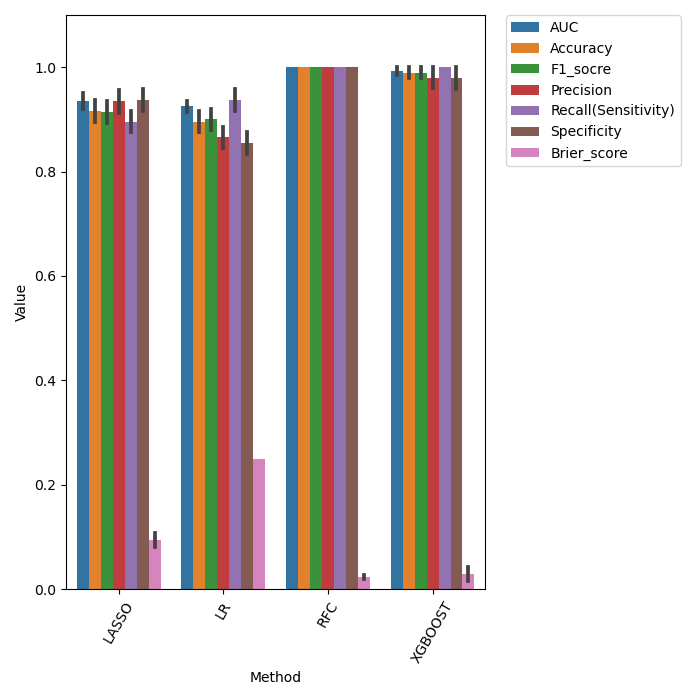 1.0
0.8
0.6
0.4
0.2
0.0
Value
LASSO
LR
RFC
XGBOOST
Method
AUC
Accuracy
F1_socre
Precision
Recall(Sensitivity)
Specificity
Brier_score